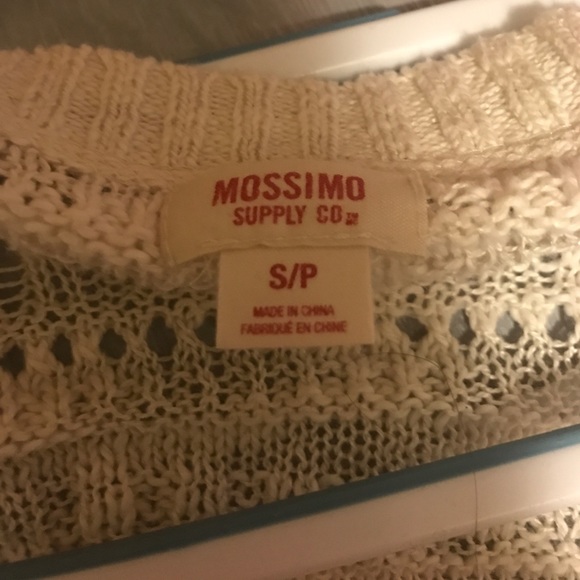 MOSSIMO
SUPPLY CO.
S/P
MADE IN CHINA
FABRIQUÉ EN CHINE